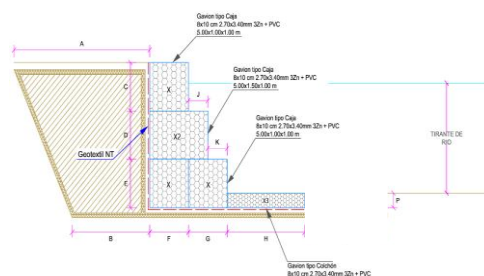 Gavion tipo Caja
8x10 cm 2.70x3.40mm 3Zn + PVC
5.00x1.00x1.00 m
A
Gavion tipo Caja
8x10 cm 2.70x3.40mm 3Zn + PVC
5.00x1.50x1.00 m
C
X
J
Gavion tipo Caja
8x10 cm 2.70x3.40mm 3Zn + PVC
5.00x1.00x1.00 m
D
X2
K
TIRANTE DE
RIO
Geotextil NT
E
X
X
X3
P
B
F
G
H
Gavion tipo Colchón
8x10 cm 2.70x3.40mm 3Zn + PVC